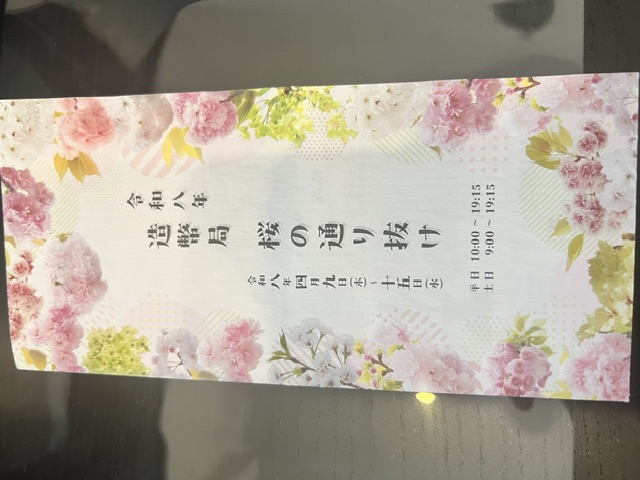 令和八年
造幣局 桜の通り抜け
令和八年四月九日(木)~十五日(水)
平日 10:00~19:15
土日 9:00~19:15